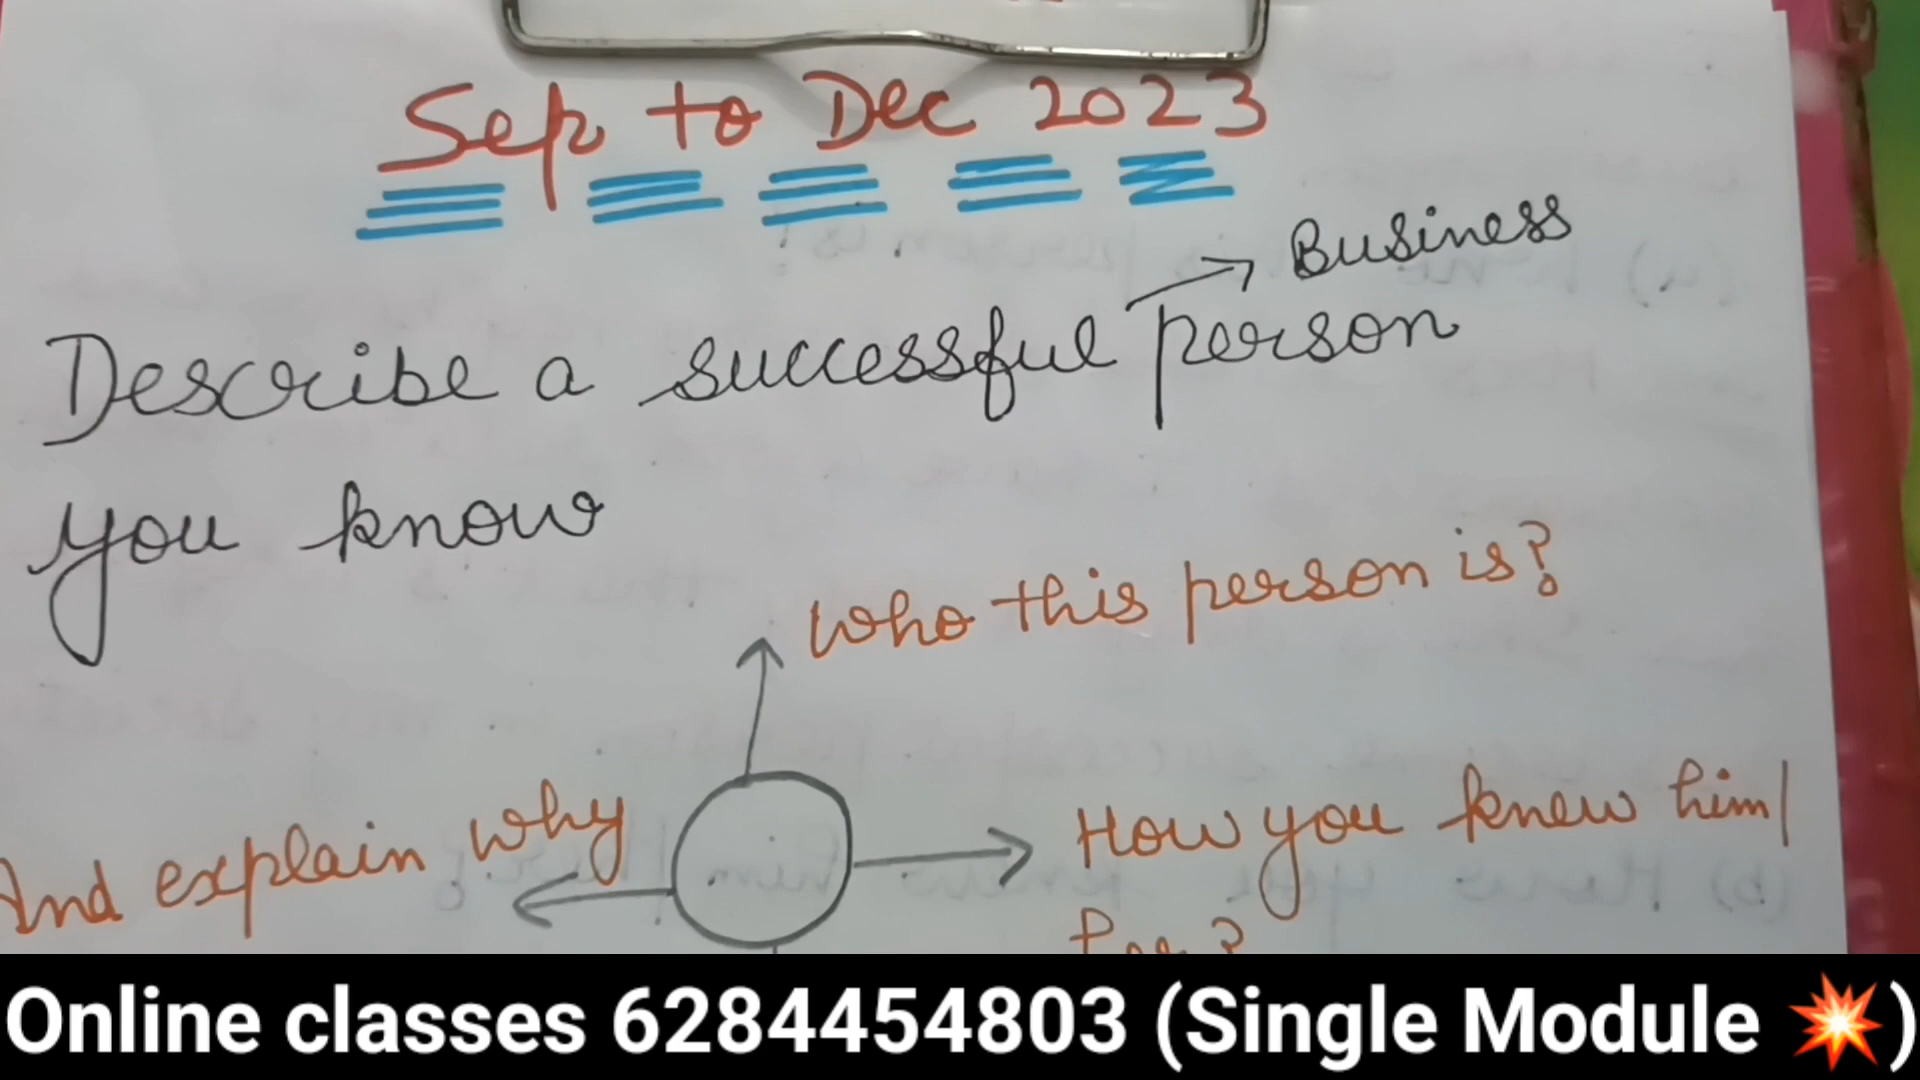 Sep to Dec 2023
Business
Describe a successful person
you know
Who this person is?
And explain why
How you knew him/
Online classes 6284454803 (Single Module 💥)